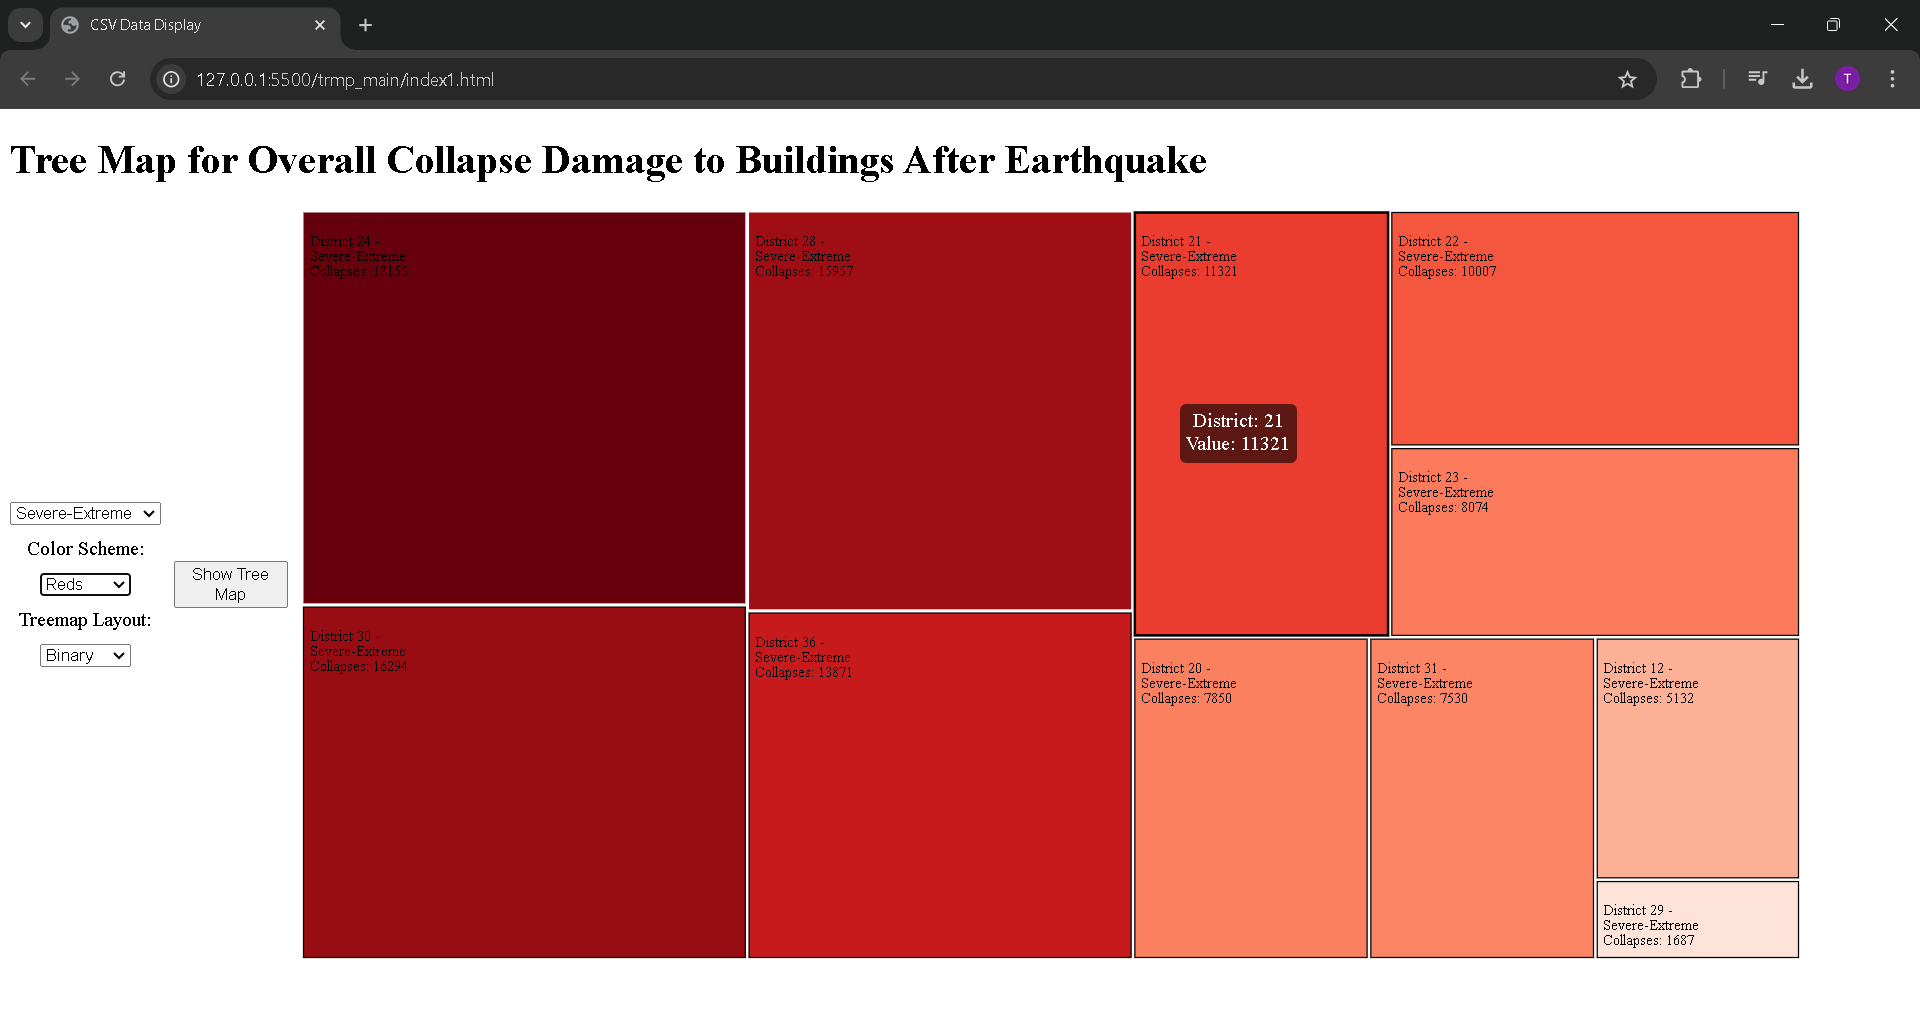 CSV Data Display
127.0.0.1:5500/trmp_main/index1.html
T
Tree Map for Overall Collapse Damage to Buildings After Earthquake
Severe-Extreme
Color Scheme:
Reds
Treemap Layout:
Binary
Show Tree
Map
District 24 -
Severe-Extreme
Collapses:
District 28 -
Severe-Extreme
Collapses: 15957
District 21 -
Severe-Extreme
Collapses: 11321
District: 21
Value: 11321
District 22 -
Severe-Extreme
Collapses: 10007
District 23 -
Severe-Extreme
Collapses: 8074
District 30 -
Severe-Extreme
Collapses: 16294
District 36 -
Severe-Extreme
Collapses: 13871
District 20 -
Severe-Extreme
Collapses: 7850
District 31 -
Severe-Extreme
Collapses: 7530
District 12 -
Severe-Extreme
Collapses: 5132
District 29 -
Severe-Extreme
Collapses: 1687